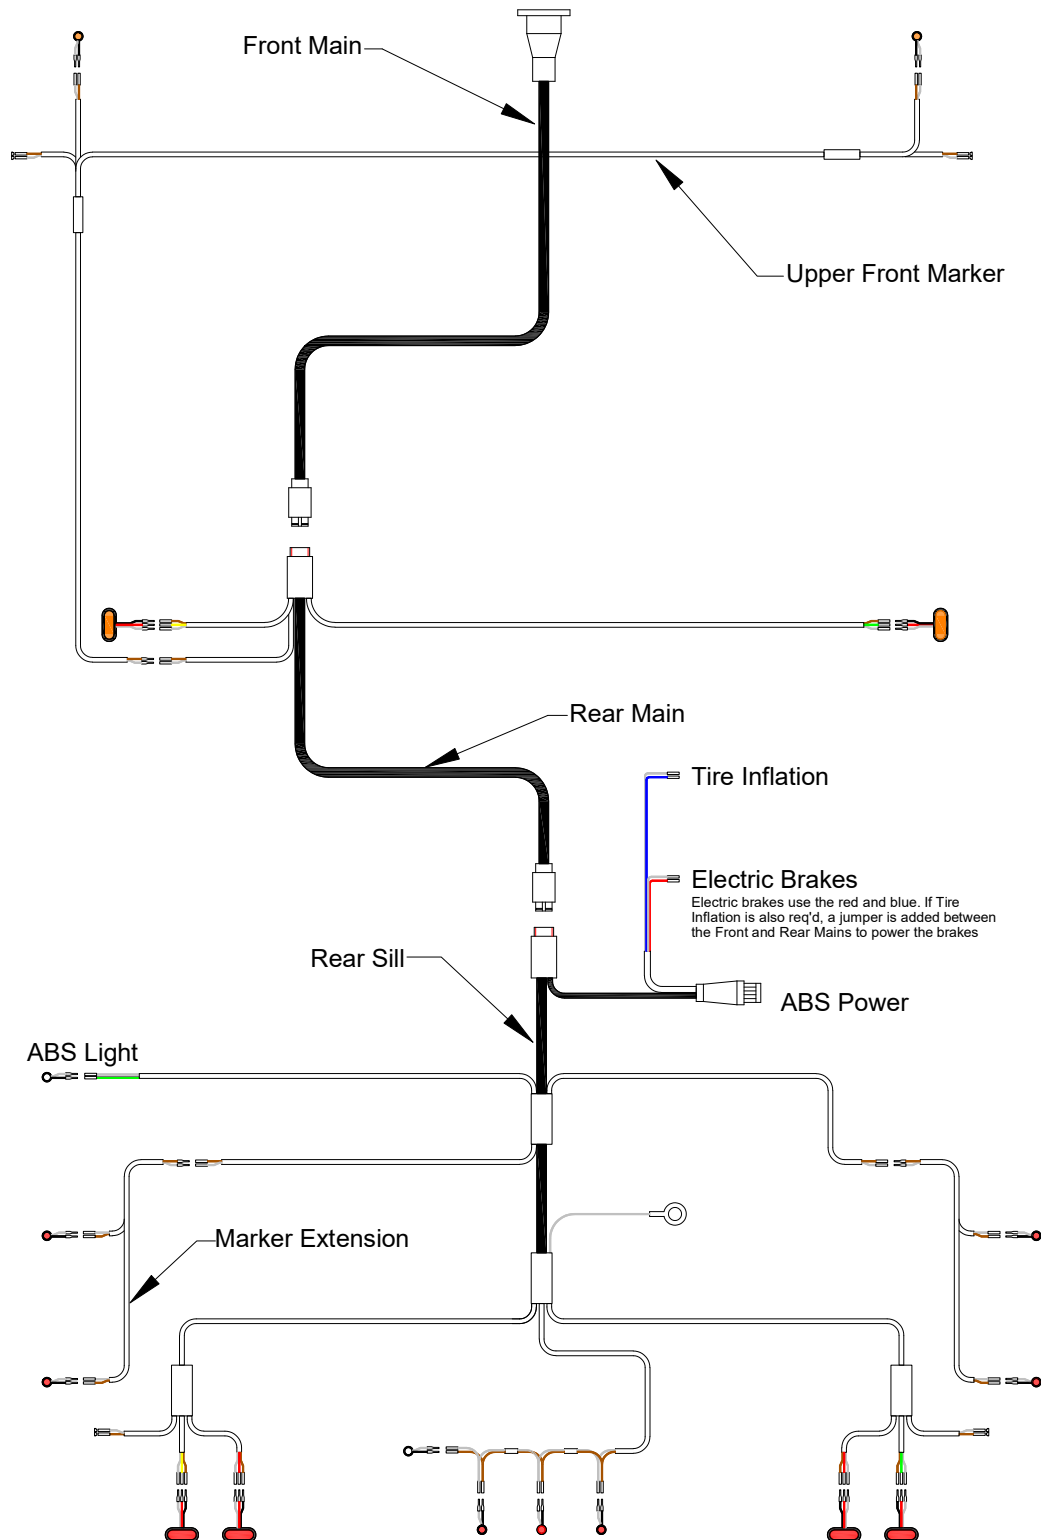 Front Main
Upper Front Marker
Rear Main
Tire Inflation
Electric Brakes
Electric brakes use the red and blue. If Tire
Inflation is also req'd, a jumper is added between
the Front and Rear Mains to power the brakes
Rear Sill
ABS Power
ABS Light
Marker Extension